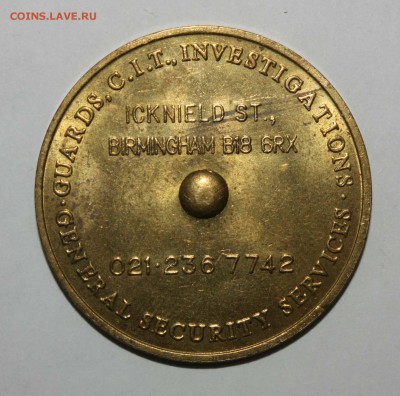 COINS.LAVE.RU
· GUARDS, C.I.T., INVESTIGATIONS ·
ICKNIELD ST.,
BIRMINGHAM B18 6RX
021·236 7742
GENERAL SECURITY SERVICES